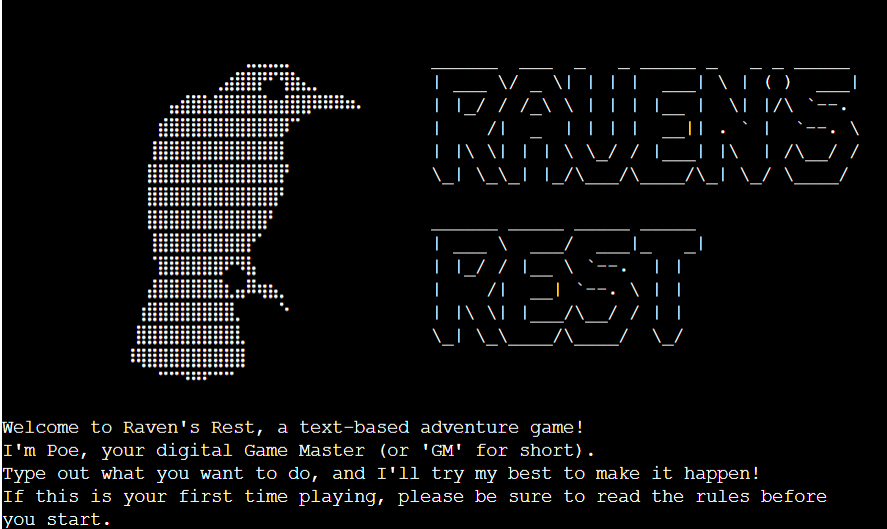 RAVEN'S
REST
Welcome to Raven's Rest, a text-based adventure game!
I'm Poe, your digital Game Master (or 'GM' for short).
Type out what you want to do, and I'll try my best to make it happen!
If this is your first time playing, please be sure to read the rules before
you start.